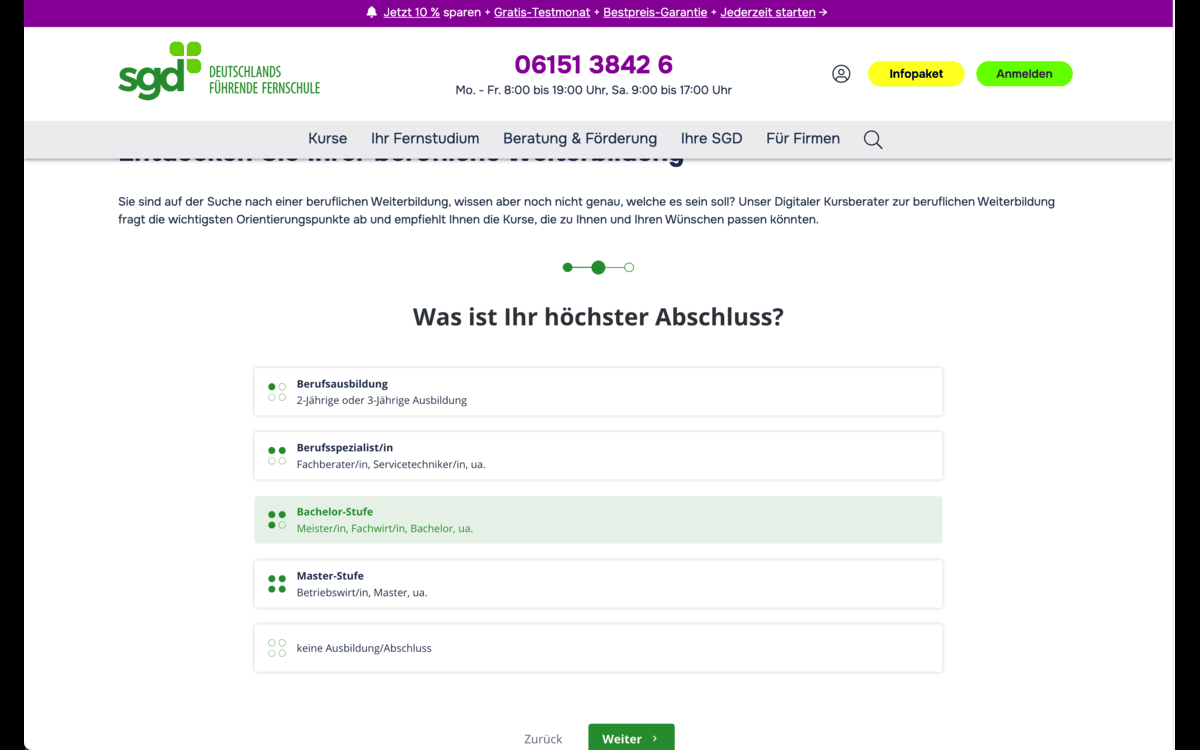 Jetzt 10 % sparen + Gratis-Testmonat + Bestpreis-Garantie + Jederzeit starten →
sgd DEUTSCHLANDS
FÜHRENDE FERNSCHULE
06151 3842 6
Mo. - Fr. 8:00 bis 19:00 Uhr, Sa. 9:00 bis 17:00 Uhr
Infopaket
Anmelden
Kurse
Ihr Fernstudium
Beratung & Förderung
Ihre SGD
Für Firmen
Sie sind auf der Suche nach einer beruflichen Weiterbildung, wissen aber noch nicht genau, welche es sein soll? Unser Digitaler Kursberater zur beruflichen Weiterbildung
fragt die wichtigsten Orientierungspunkte ab und empfiehlt Ihnen die Kurse, die zu Ihnen und Ihren Wünschen passen könnten.
Was ist Ihr höchster Abschluss?
Berufsausbildung
2-Jährige oder 3-Jährige Ausbildung
Berufsspezialist/in
Fachberater/in, Servicetechniker/in, ua.
Bachelor-Stufe
Meister/in, Fachwirt/in, Bachelor, ua.
Master-Stufe
Betriebswirt/in, Master, ua.
keine Ausbildung/Abschluss
Zurück
Weiter